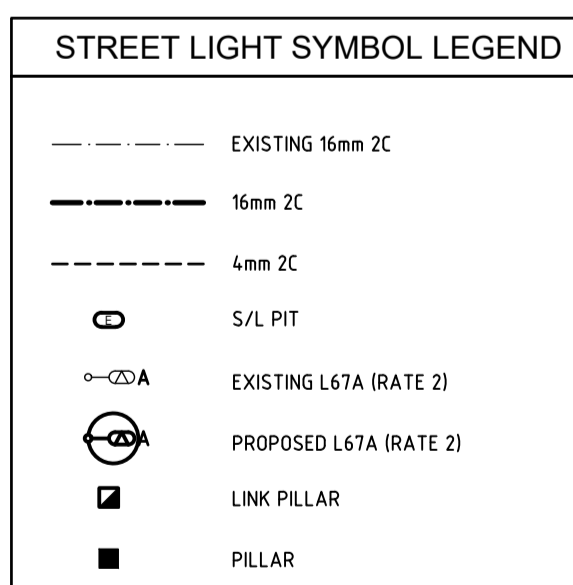 STREET LIGHT SYMBOL LEGEND
EXISTING 16mm 2C
16mm 2C
4mm 2C
E S/L PIT
A EXISTING L67A (RATE 2)
A PROPOSED L67A (RATE 2)
LINK PILLAR
PILLAR